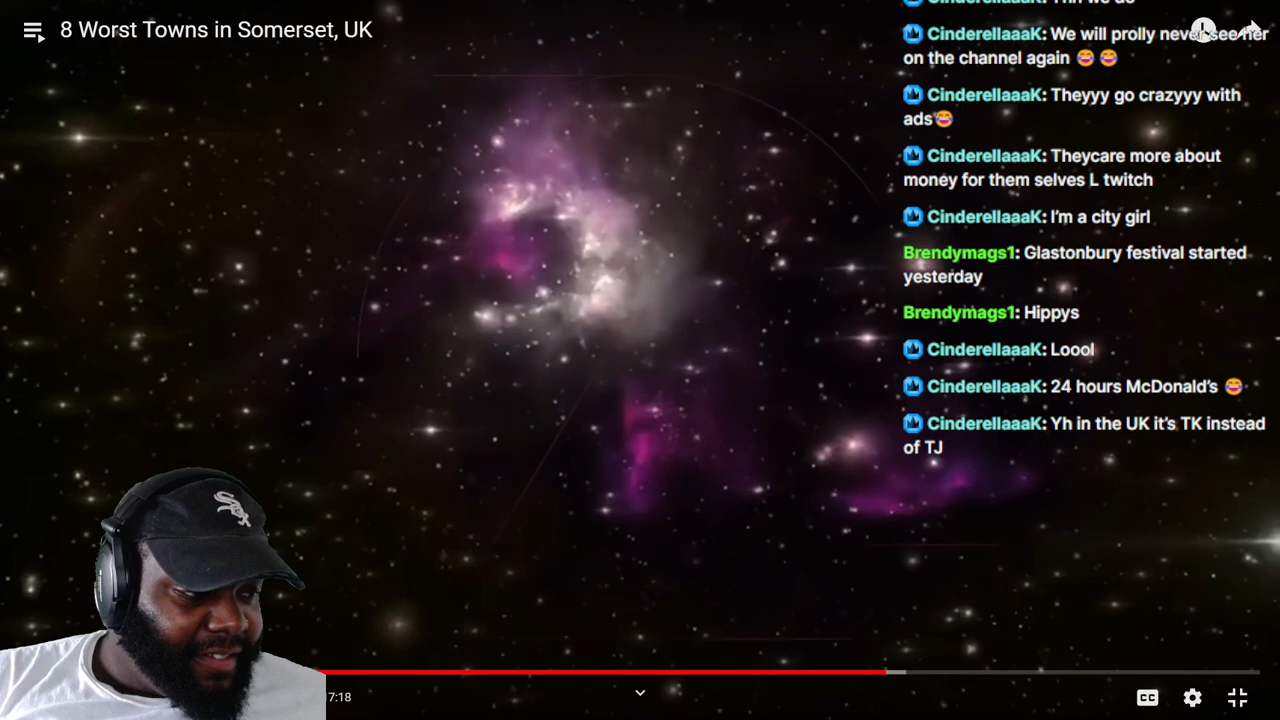 8 Worst Towns in Somerset, UK
CinderellaaaK: We will prolly never see her
on the channel again 😂 😂
CinderellaaaK: Theyyy go crazyyy with
ads😂
CinderellaaaK: Theycare more about
money for them selves L twitch
CinderellaaaK: I'm a city girl
Brendymags1: Glastonbury festival started
yesterday
Brendymags1: Hippys
CinderellaaaK: Loool
CinderellaaaK: 24 hours McDonald's 😂
CinderellaaaK: Yh in the UK it's TK instead
of TJ
7:18
CC